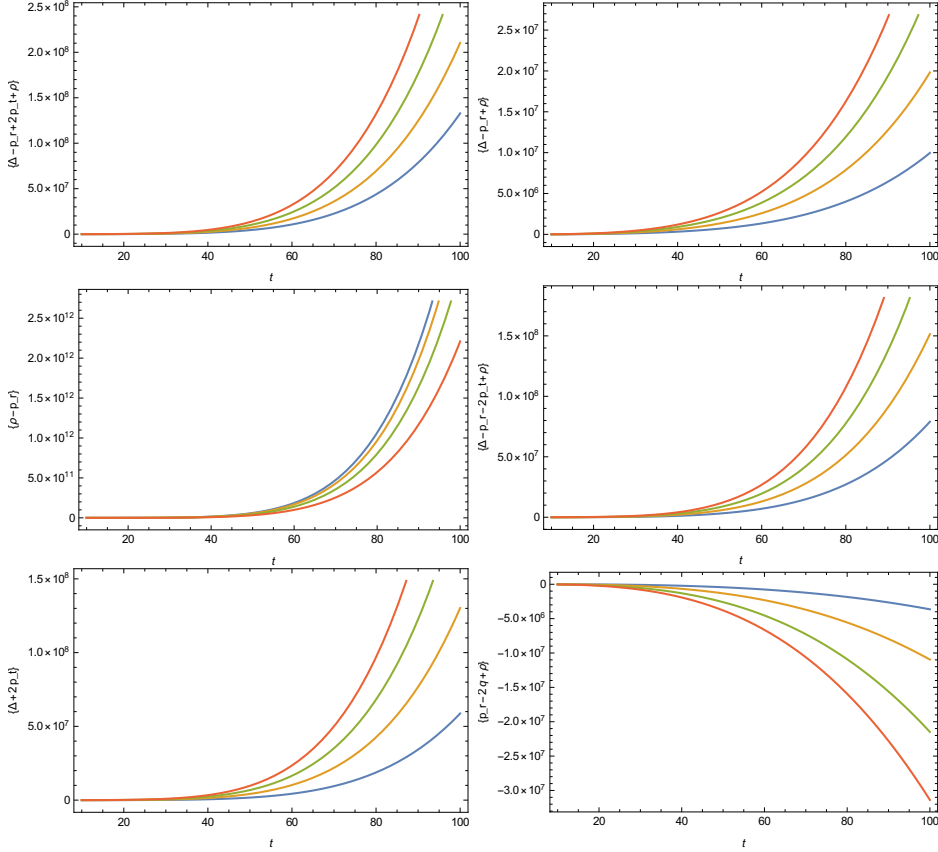 2.5×10⁸
2.0×10⁸
1.5×10⁸
1.0×10⁸
5.0×10⁷
0
{Δ−p_r+2 p_t+ρ}
20 40 60 80 100
t
2.5×10⁷
2.0×10⁷
1.5×10⁷
1.0×10⁷
5.0×10⁶
0
{Δ−p_r+ρ}
20 40 60 80 100
t
2.5×10¹²
2.0×10¹²
1.5×10¹²
1.0×10¹²
5.0×10¹¹
0
{ρ−p_r}
20 40 60 80 100
t
1.5×10⁸
1.0×10⁸
5.0×10⁷
0
{Δ−p_r−2 p_t+ρ}
20 40 60 80 100
t
1.5×10⁸
1.0×10⁸
5.0×10⁷
0
{Δ+2 p_t}
20 40 60 80 100
t
0
−5.0×10⁶
−1.0×10⁷
−1.5×10⁷
−2.0×10⁷
−2.5×10⁷
−3.0×10⁷
{p_r−2 q+ρ}
20 40 60 80 100
t